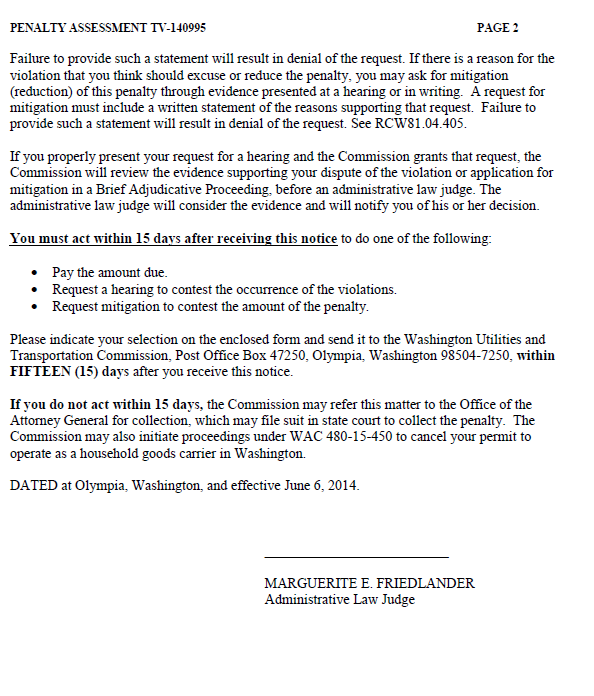 PENALTY ASSESSMENT TV-140995 PAGE 2
Failure to provide such a statement will result in denial of the request. If there is a reason for the
violation that you think should excuse or reduce the penalty, you may ask for mitigation
(reduction) of this penalty through evidence presented at a hearing or in writing.  A request for
mitigation must include a written statement of the reasons supporting that request.  Failure to
provide such a statement will result in denial of the request. See RCW81.04.405.
If you properly present your request for a hearing and the Commission grants that request, the
Commission will review the evidence supporting your dispute of the violation or application for
mitigation in a Brief Adjudicative Proceeding, before an administrative law judge. The
administrative law judge will consider the evidence and will notify you of his or her decision.
You must act within 15 days after receiving this notice to do one of the following:
• Pay the amount due.
• Request a hearing to contest the occurrence of the violations.
• Request mitigation to contest the amount of the penalty.
Please indicate your selection on the enclosed form and send it to the Washington Utilities and
Transportation Commission, Post Office Box 47250, Olympia, Washington 98504-7250, within
FIFTEEN (15) days after you receive this notice.
If you do not act within 15 days, the Commission may refer this matter to the Office of the
Attorney General for collection, which may file suit in state court to collect the penalty.  The
Commission may also initiate proceedings under WAC 480-15-450 to cancel your permit to
operate as a household goods carrier in Washington.
DATED at Olympia, Washington, and effective June 6, 2014.
MARGUERITE E. FRIEDLANDER
Administrative Law Judge